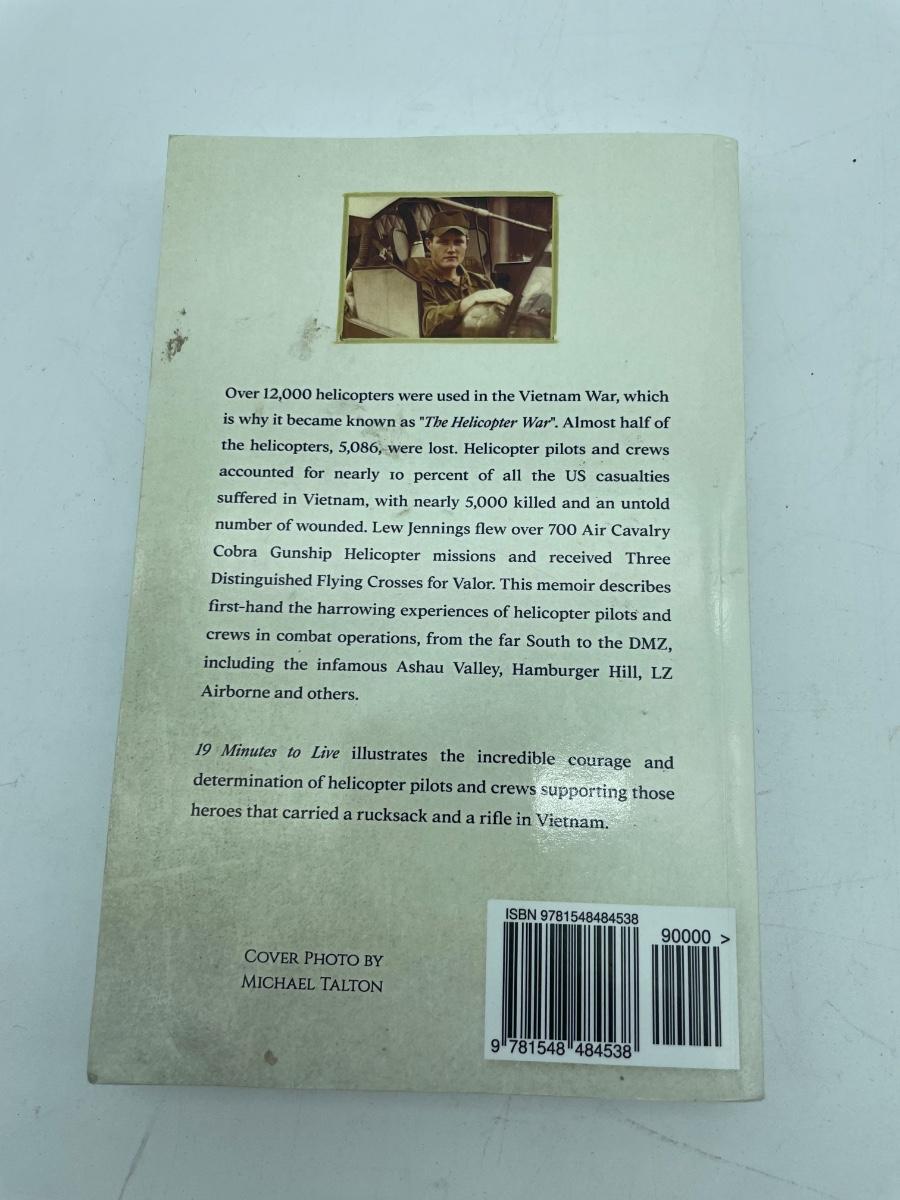 Over 12,000 helicopters were used in the Vietnam War, which
is why it became known as "The Helicopter War". Almost half of
the helicopters, 5,086, were lost. Helicopter pilots and crews
accounted for nearly 10 percent of all the US casualties
suffered in Vietnam, with nearly 5,000 killed and an untold
number of wounded. Lew Jennings flew over 700 Air Cavalry
Cobra Gunship Helicopter missions and received Three
Distinguished Flying Crosses for Valor. This memoir describes
first-hand the harrowing experiences of helicopter pilots and
crews in combat operations, from the far South to the DMZ,
including the infamous Ashau Valley, Hamburger Hill, LZ
Airborne and others.
19 Minutes to Live illustrates the incredible courage and
determination of helicopter pilots and crews supporting those
heroes that carried a rucksack and a rifle in Vietnam.
COVER PHOTO BY
MICHAEL TALTON
ISBN 9781548484538
90000 >
9 781548 484538